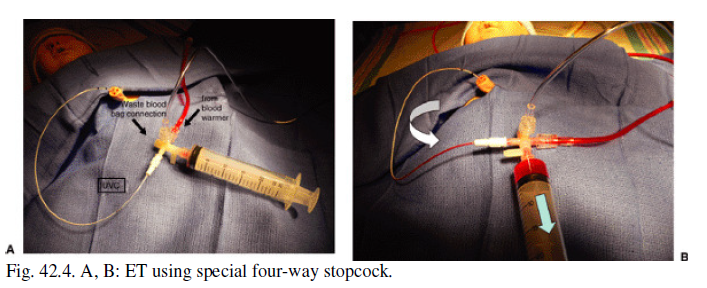 Waste blood
bag connection
from
blood
warmer
UVC
A
B
Fig. 42.4. A, B: ET using special four-way stopcock.